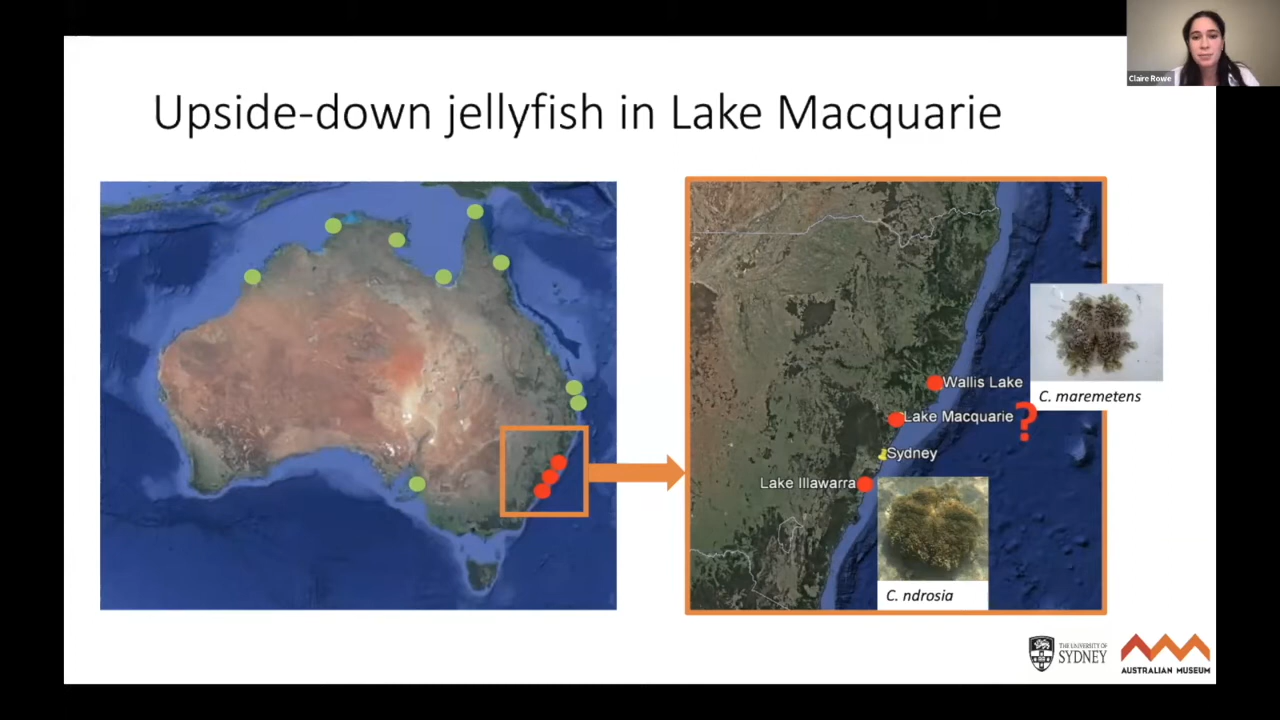 Claire Rowe
Upside-down jellyfish in Lake Macquarie
Wallis Lake
C. maremetens
Lake Macquarie ?
Sydney
Lake Illawarra
C. ndrosia
THE UNIVERSITY OF
SYDNEY
AUSTRALIAN MUSEUM